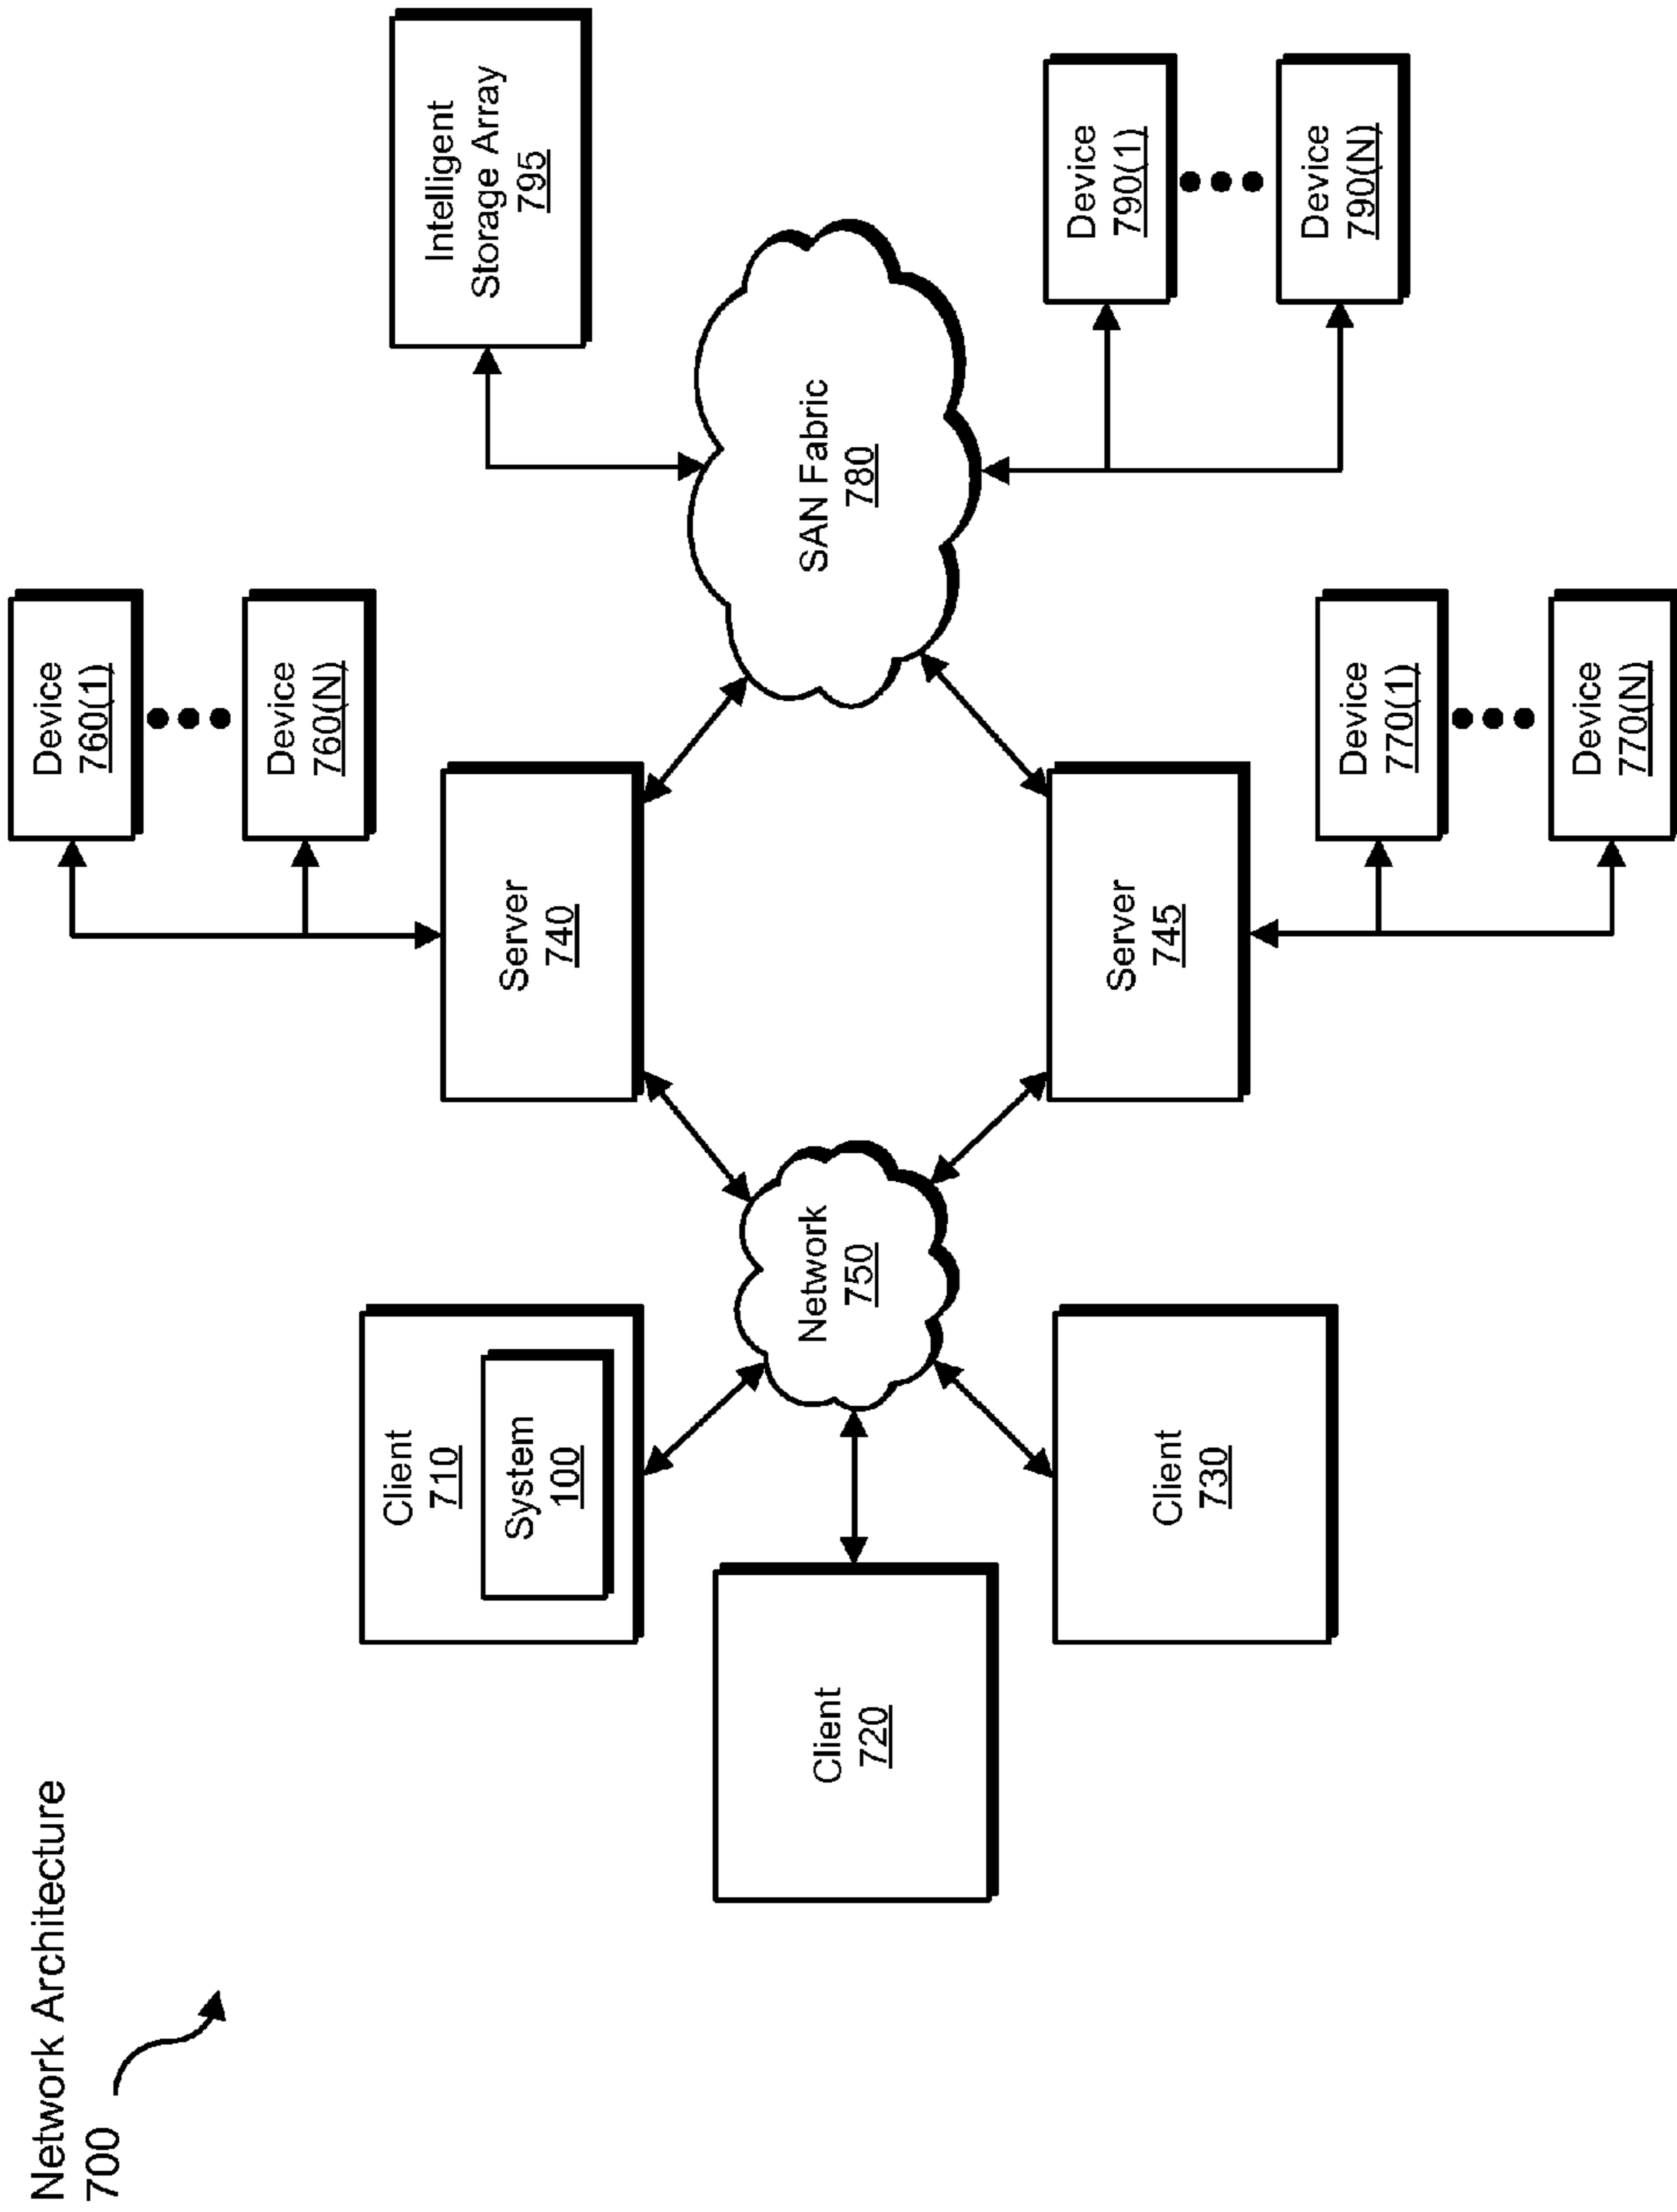 Network Architecture
700
Device
760(1)
Device
760(N)
Intelligent
Storage Array
795
Client
710
System
100
Server
740
Client
720
Network
750
SAN Fabric
780
Client
730
Server
745
Device
790(1)
Device
790(N)
Device
770(1)
Device
770(N)